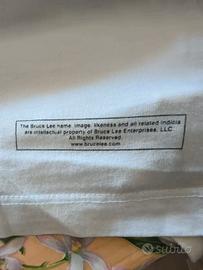 The Bruce Lee name, image, likeness and all related indicia
are intellectual property of Bruce Lee Enterprises, LLC.
All Rights Reserved.
www.brucelee.com
subito